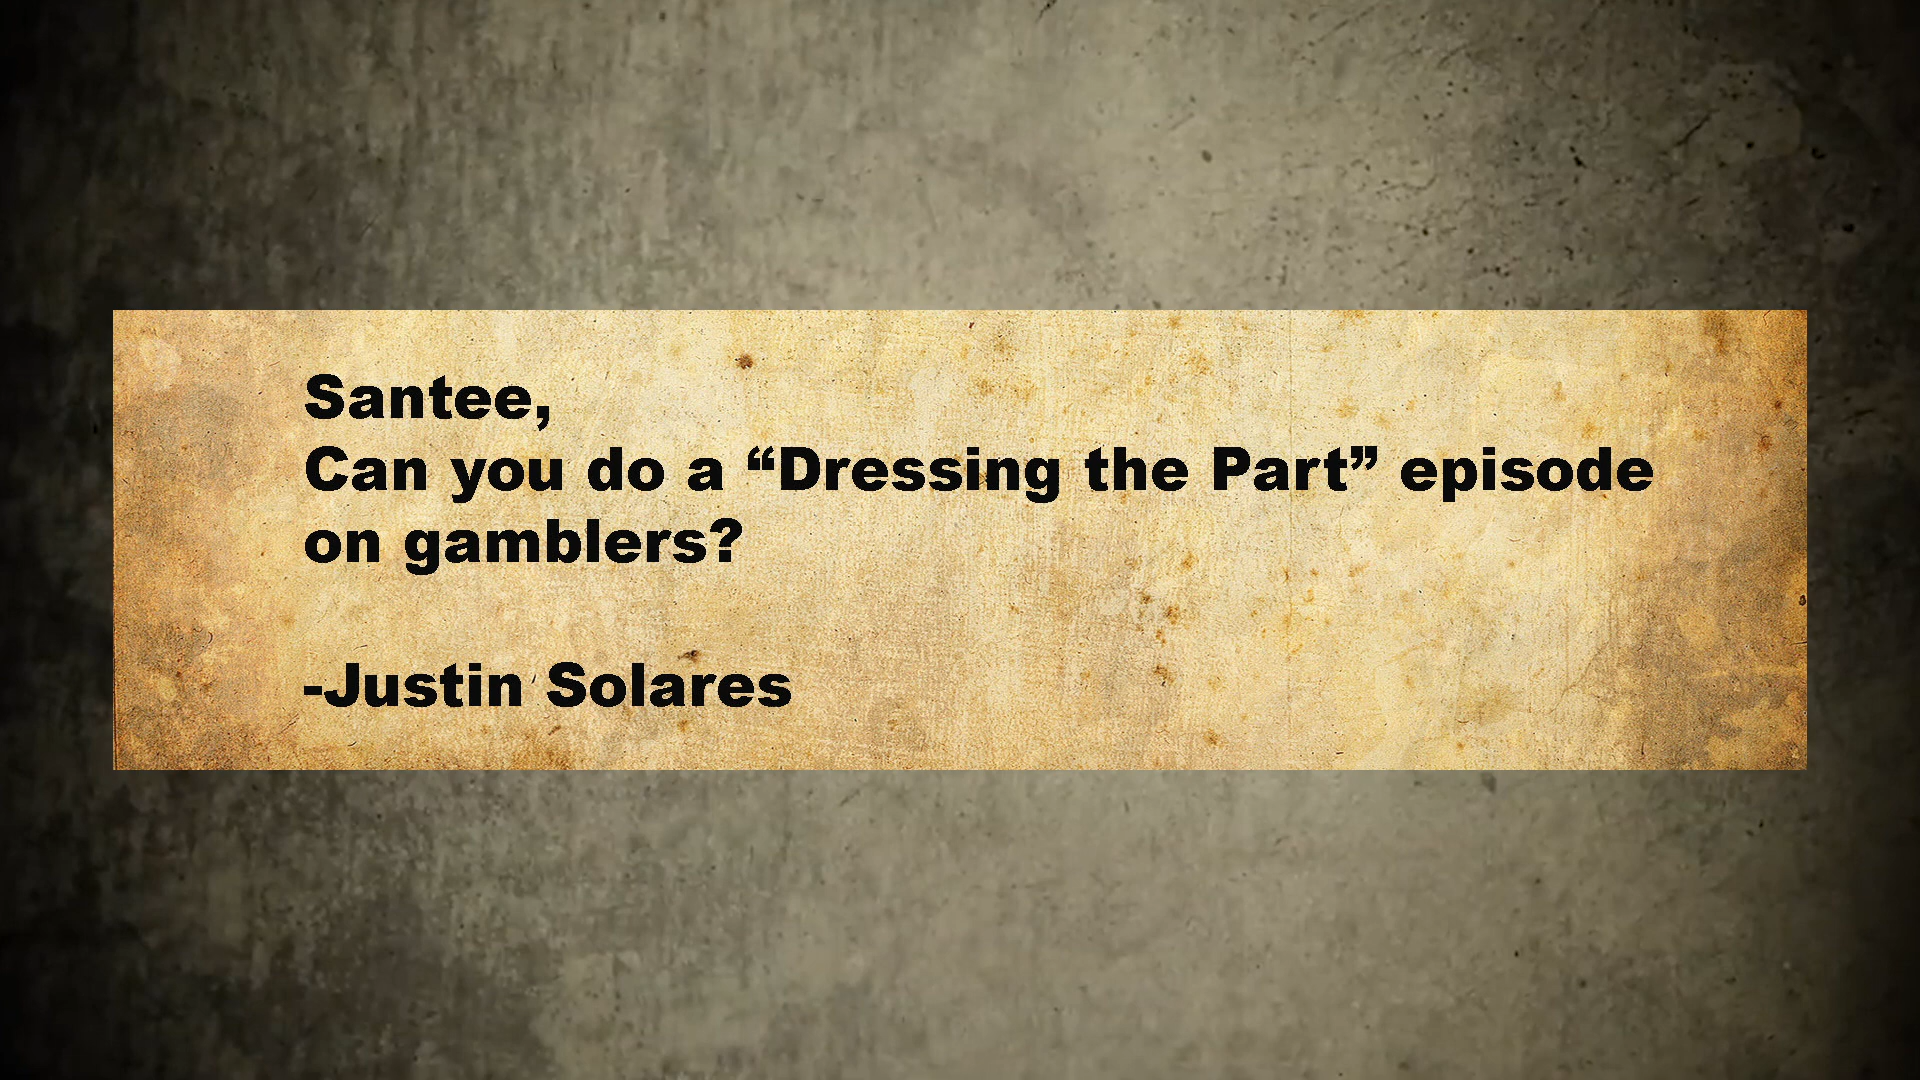 Santee,
Can you do a “Dressing the Part” episode
on gamblers?
-Justin Solares